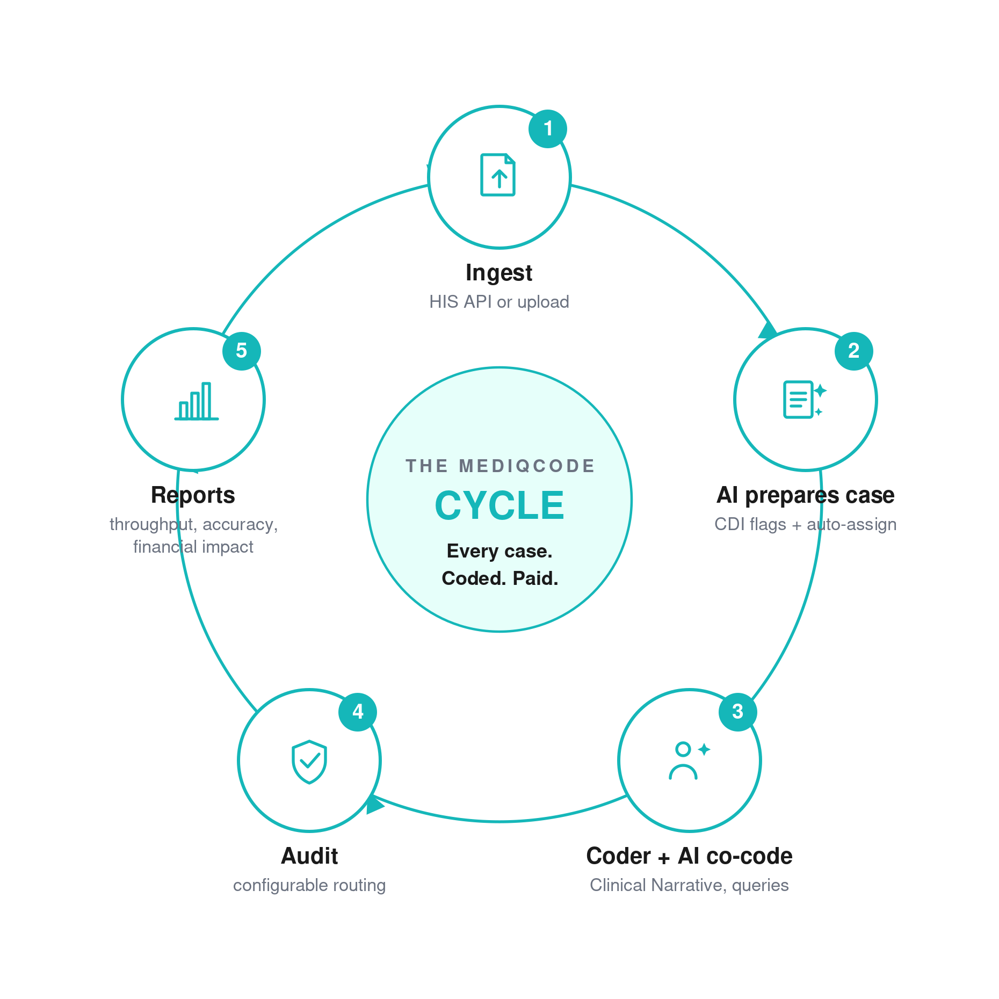 1
Ingest
HIS API or upload
2
AI prepares case
CDI flags + auto-assign
3
Coder + AI co-code
Clinical Narrative, queries
4
Audit
configurable routing
5
Reports
throughput, accuracy,
financial impact
THE MEDIQCODE
CYCLE
Every case.
Coded. Paid.